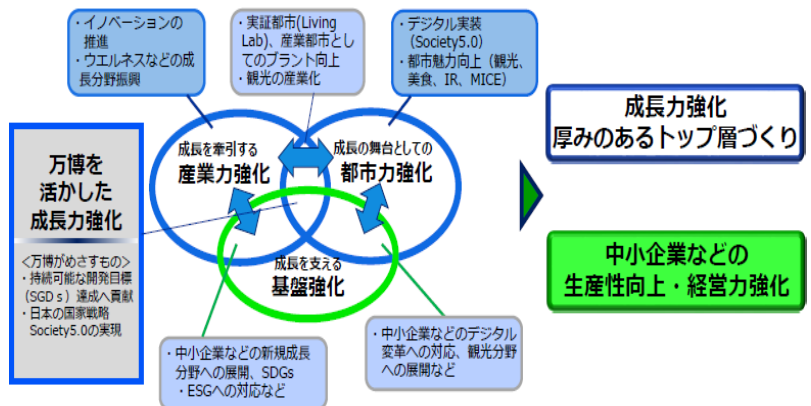 ・イノベーションの
推進
・ウエルネスなどの成
長分野振興
・実証都市(Living
Lab)、産業都市とし
てのブラント向上
・観光の産業化
・デジタル実装
（Society5.0）
・都市魅力向上（観光、
美食、IR、MICE）
万博を
活かした
成長力強化
<万博がめさすもの>
・持続可能な開発目標
（SGDｓ）達成へ貢献
・日本の国家戦略
Society5.0の実現
成長を牽引する
産業力強化
成長の舞台としての
都市力強化
成長を支える
基盤強化
・中小企業などの新規成長
分野への展開、SDGs
・ESGへの対応など
・中小企業などのデジタル
変革への対応、観光分野
への展開など
成長力強化
厚みのあるトップ層づくり
中小企業などの
生産性向上・経営力強化